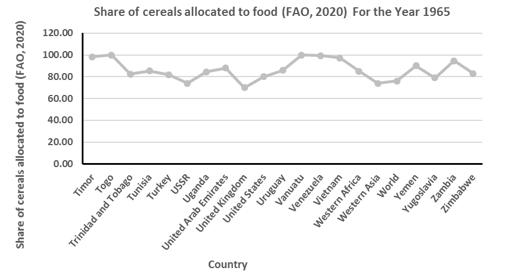 Share of cereals allocated to food (FAO, 2020) For the Year 1965
Share of cereals allocated to food (FAO, 2020)
120.00
100.00
80.00
60.00
40.00
20.00
0.00
Timor
Togo
Trinidad and Tobago
Tunisia
Turkey
USSR
Uganda
United Arab Emirates
United Kingdom
United States
Uruguay
Vanuatu
Venezuela
Vietnam
Western Africa
Western Asia
World
Yemen
Yugoslavia
Zambia
Zimbabwe
Country